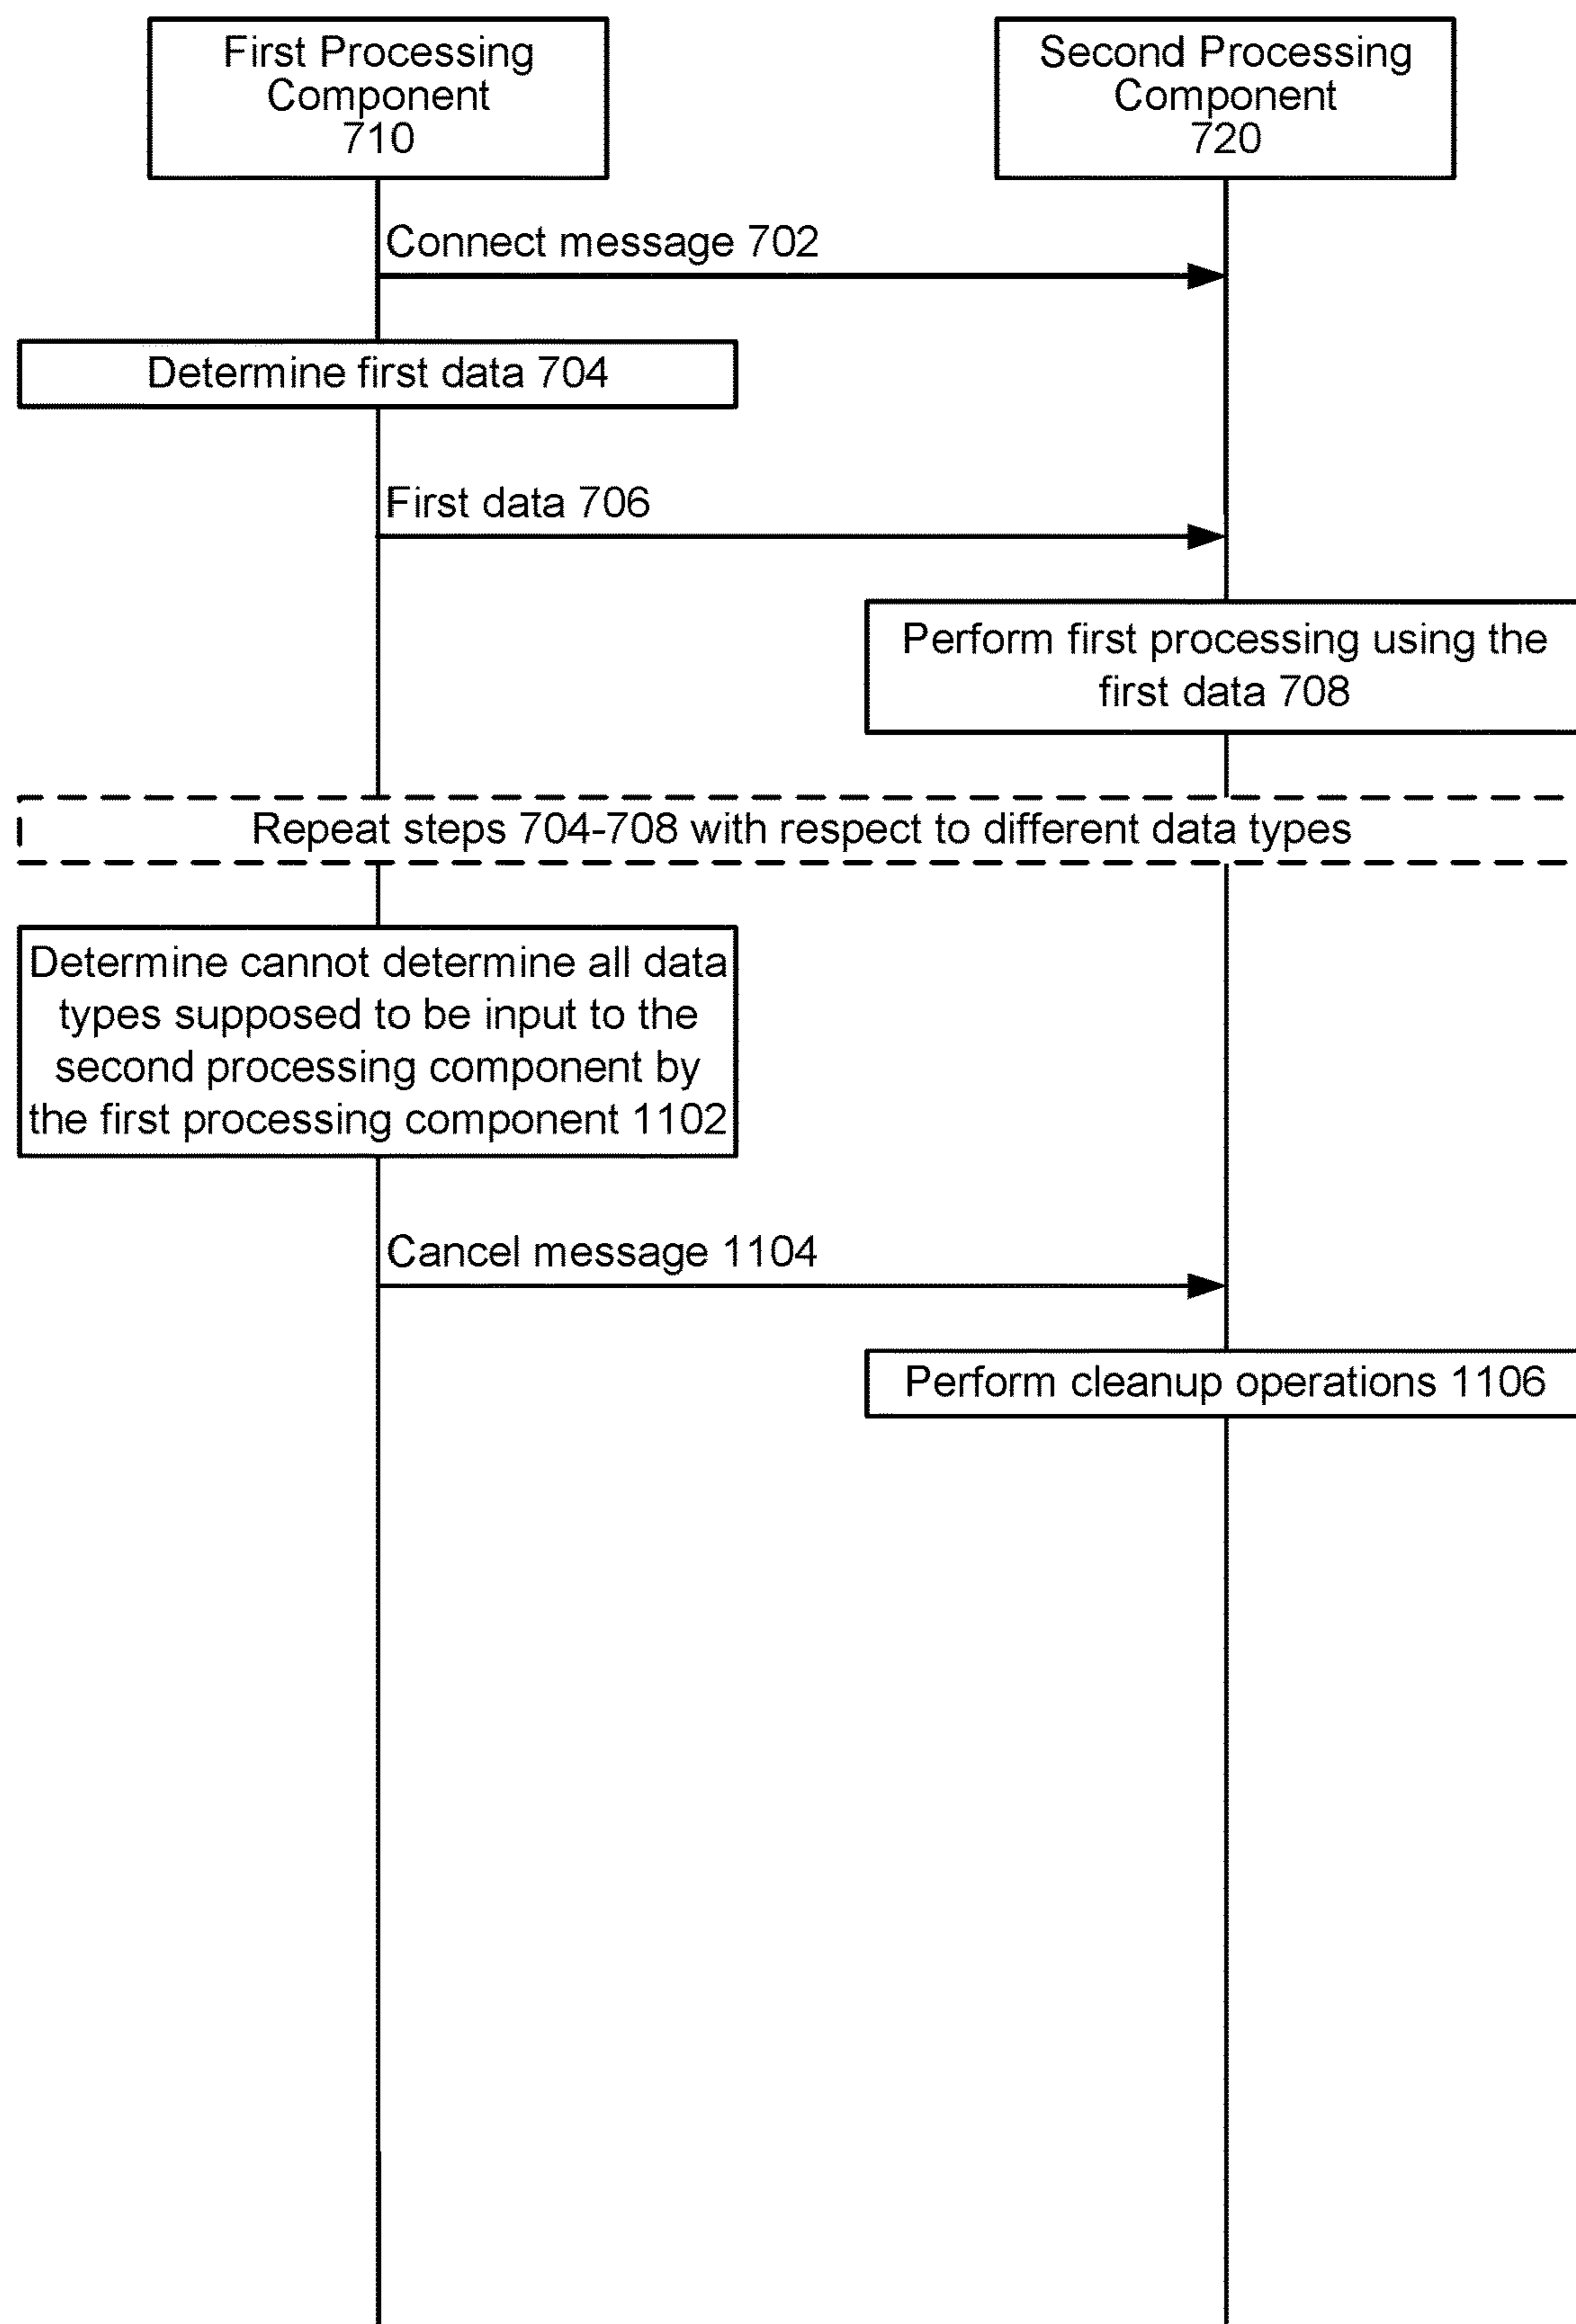 First Processing
Component
710
Second Processing
Component
720
Connect message 702
Determine first data 704
First data 706
Perform first processing using the
first data 708
Repeat steps 704-708 with respect to different data types
Determine cannot determine all data
types supposed to be input to the
second processing component by
the first processing component 1102
Cancel message 1104
Perform cleanup operations 1106